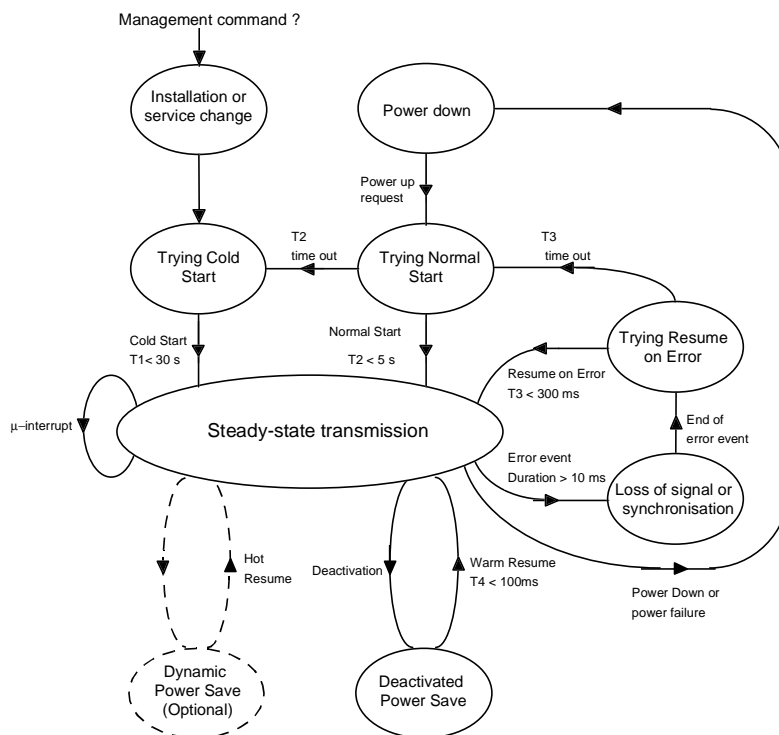 Management command ?
Installation or
service change
Power down
Power up
request
T2
time out
T3
time out
Trying Cold
Start
Trying Normal
Start
Trying Resume
on Error
Cold Start
T1< 30 s
Normal Start
T2 < 5 s
Resume on Error
T3 < 300 ms
μ−interrupt
Steady-state transmission
End of
error event
Error event
Duration > 10 ms
Loss of signal or
synchronisation
Hot
Resume
Deactivation
Warm Resume
T4 < 100ms
Power Down or
power failure
Dynamic
Power Save
(Optional)
Deactivated
Power Save